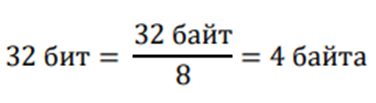 32 бит = 32 байт / 8 = 4 байта